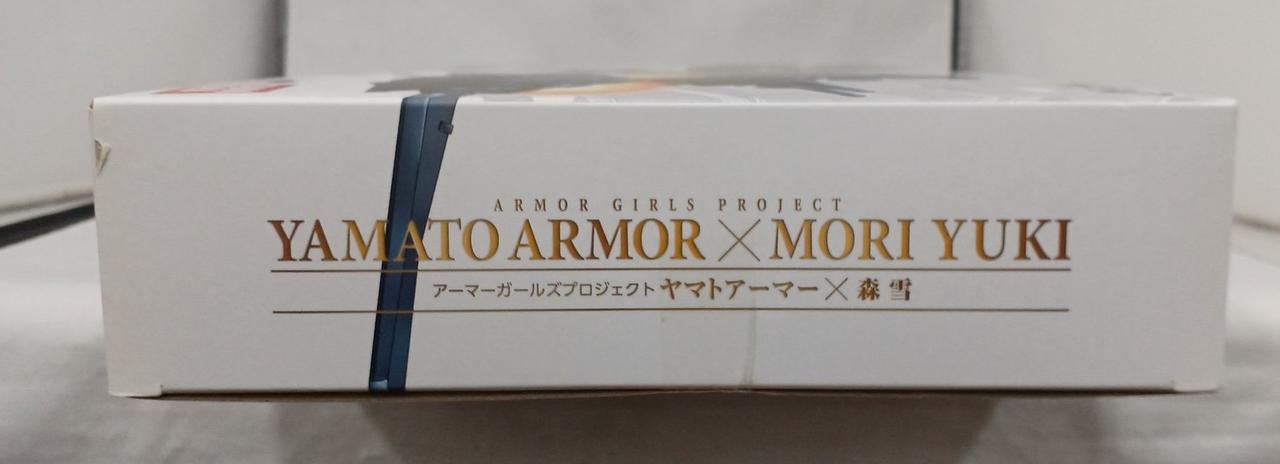 ARMOR GIRLS PROJECT
YAMATO ARMOR × MORI YUKI
アーマーガールズプロジェクト ヤマトアーマー × 森 雪